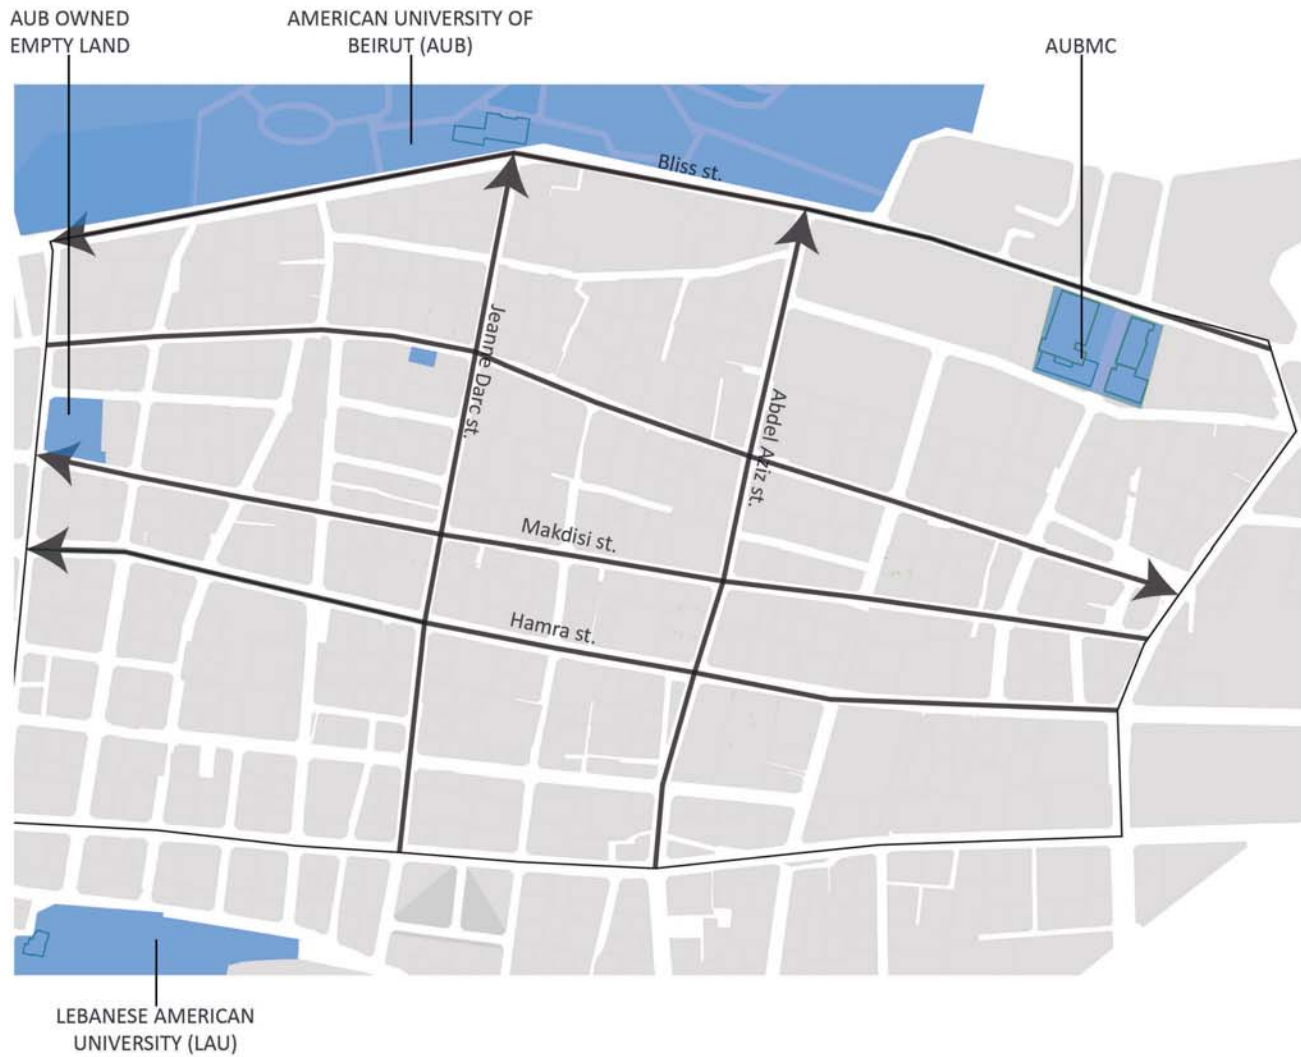 AUB OWNED
EMPTY LAND
AMERICAN UNIVERSITY OF
BEIRUT (AUB)
AUBMC
Bliss st.
Jeanne Darc st.
Abdel Aziz st.
Makdisi st.
Hamra st.
LEBANESE AMERICAN
UNIVERSITY (LAU)